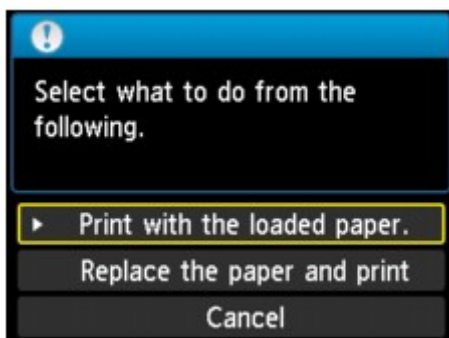 Select what to do from the
following.
Print with the loaded paper.
Replace the paper and print
Cancel